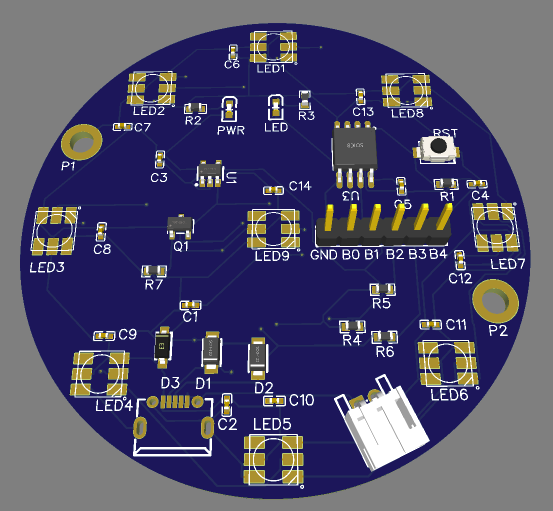 C6
LED1
LED2
R2
PWR
LED
R3
C13
LED8
C7
P1
C3
U1
C14
U3
RST
C5
R1
C4
LED3
C8
Q1
LED9
GND B0 B1 B2 B3 B4
LED7
R7
C12
P2
C1
R5
C9
R4
R6
C11
D3
D1
D2
LED4
LED6
C2
C10
LED5